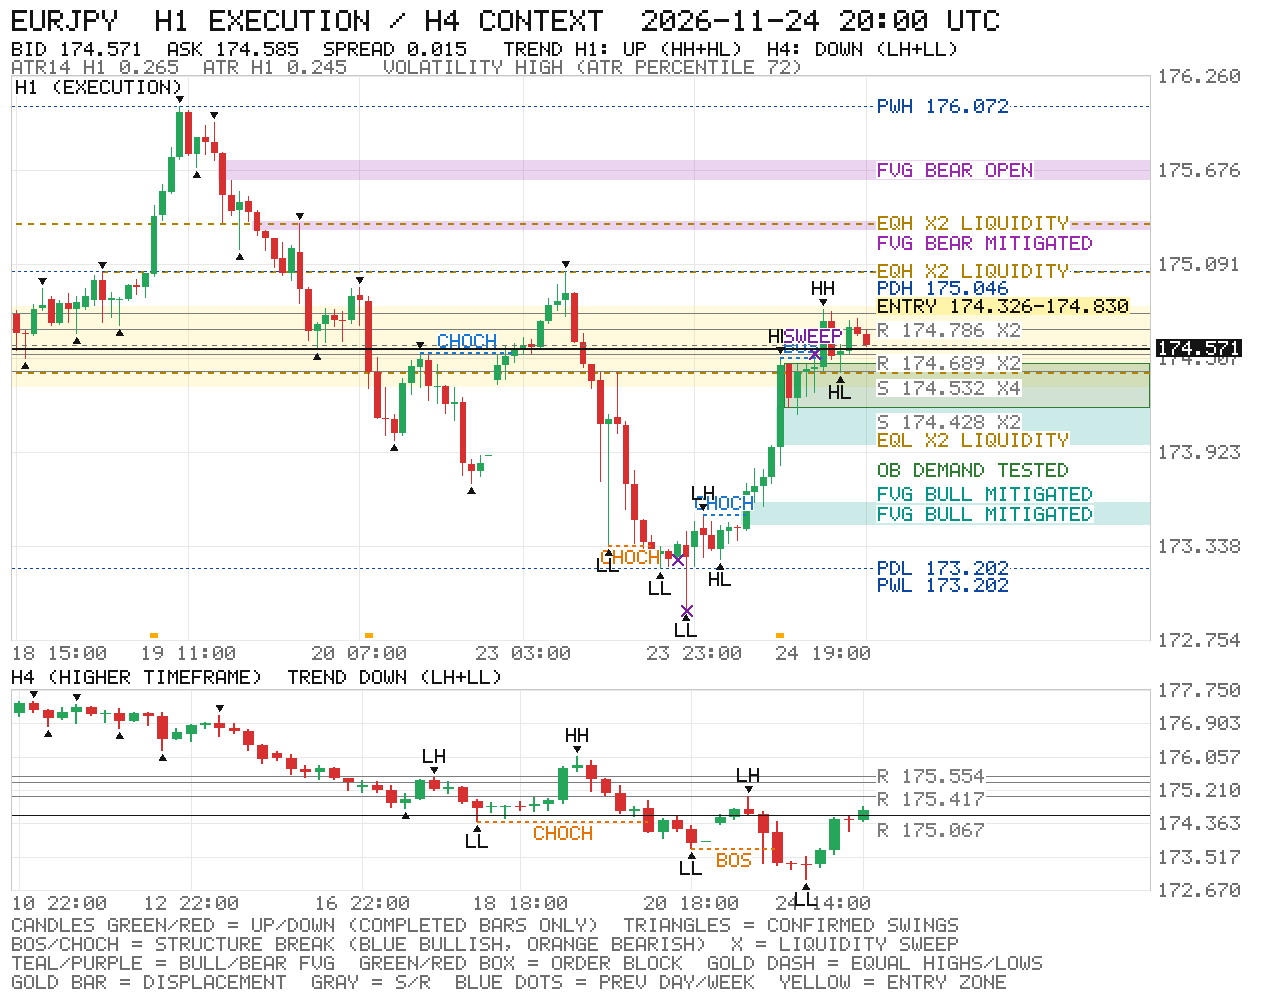 EURJPY  H1 EXECUTION / H4 CONTEXT  2026-11-24 20:00 UTC
BID 174.571  ASK 174.585  SPREAD 0.015   TREND H1: UP (HH+HL)  H4: DOWN (LH+LL)
ATR14 H1 0.265  ATR H1 0.245   VOLATILITY HIGH (ATR PERCENTILE 72)
H1 (EXECUTION)
176.260
PWH 176.072
FVG BEAR OPEN
175.676
EQH X2 LIQUIDITY
FVG BEAR MITIGATED
175.091
EQH X2 LIQUIDITY
PDH 175.046
HH
ENTRY 174.326-174.830
R 174.786 X2
SWEEP
CHOCH
174.571
R 174.689 X2
S 174.532 X4
HL
S 174.428 X2
EQL X2 LIQUIDITY
173.923
OB DEMAND TESTED
FVG BULL MITIGATED
LH
CHOCH
FVG BULL MITIGATED
173.338
CHOCH
LL
PDL 173.202
HL
LL
PWL 173.202
LL
172.754
18 15:00
19 11:00
20 07:00
23 03:00
23 23:00
24 19:00
H4 (HIGHER TIMEFRAME)  TREND DOWN (LH+LL)
177.750
176.903
HH
LH
176.057
LH
R 175.554
175.210
R 175.417
174.363
R 175.067
CHOCH
LL
173.517
BOS
LL
172.670
LL
10 22:00
12 22:00
16 22:00
18 18:00
20 18:00
24 14:00
CANDLES GREEN/RED = UP/DOWN (COMPLETED BARS ONLY)  TRIANGLES = CONFIRMED SWINGS
BOS/CHOCH = STRUCTURE BREAK (BLUE BULLISH, ORANGE BEARISH)  X = LIQUIDITY SWEEP
TEAL/PURPLE = BULL/BEAR FVG  GREEN/RED BOX = ORDER BLOCK  GOLD DASH = EQUAL HIGHS/LOWS
GOLD BAR = DISPLACEMENT  GRAY = S/R  BLUE DOTS = PREV DAY/WEEK  YELLOW = ENTRY ZONE